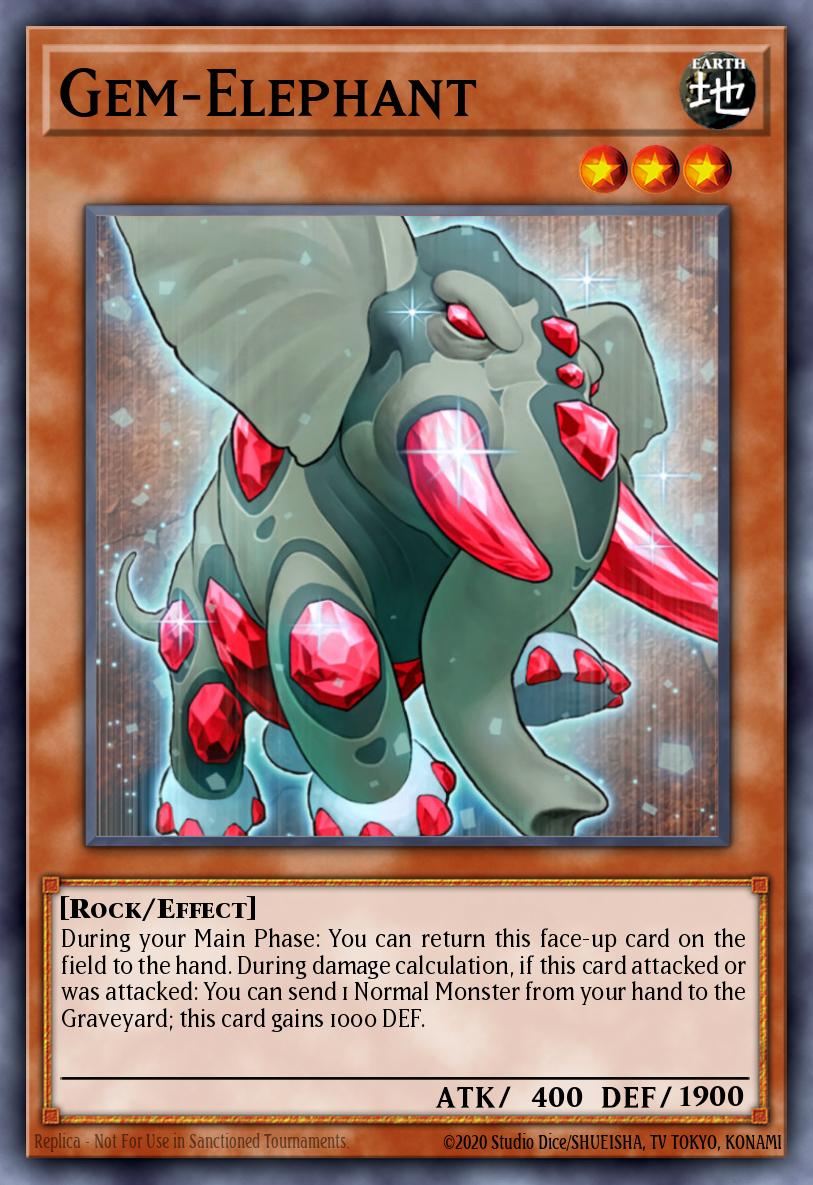 Gem-Elephant
EARTH
地
[Rock/Effect]
During your Main Phase: You can return this face-up card on the
field to the hand. During damage calculation, if this card attacked or
was attacked: You can send 1 Normal Monster from your hand to the
Graveyard; this card gains 1000 DEF.
ATK/ 400 DEF/1900
Replica - Not For Use in Sanctioned Tournaments.
©2020 Studio Dice/SHUEISHA, TV TOKYO, KONAMI